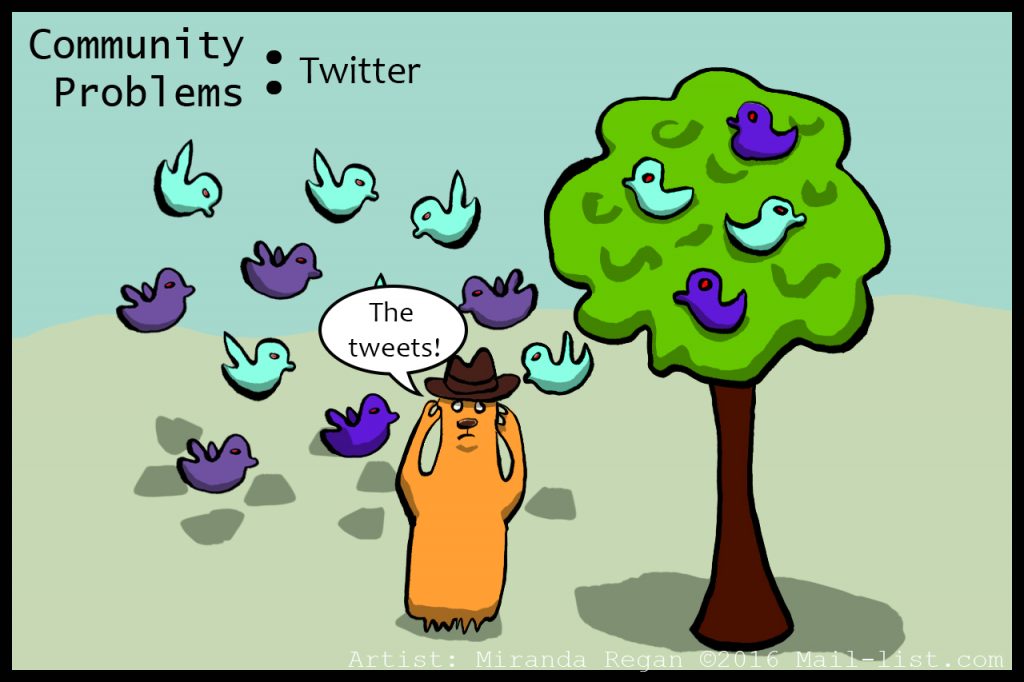 Community
Problems : Twitter
The
tweets!
Artist: Miranda Regan ©2016 Mail-list.com